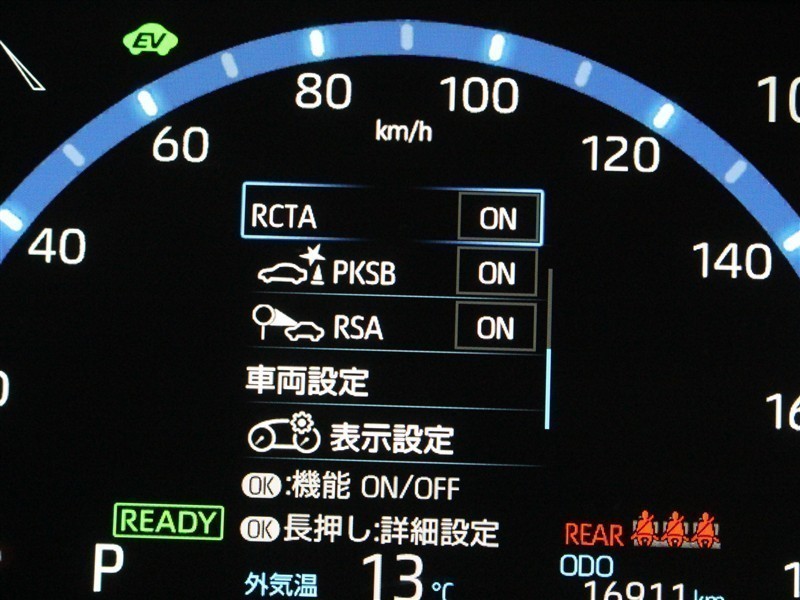 EV
80
100
km/h
60
120
40
140
RCTA ON
PKSB ON
RSA ON
車両設定
表示設定
OK:機能 ON/OFF
OK長押し:詳細設定
READY
REAR
P
外気温 13℃
ODO
16911km